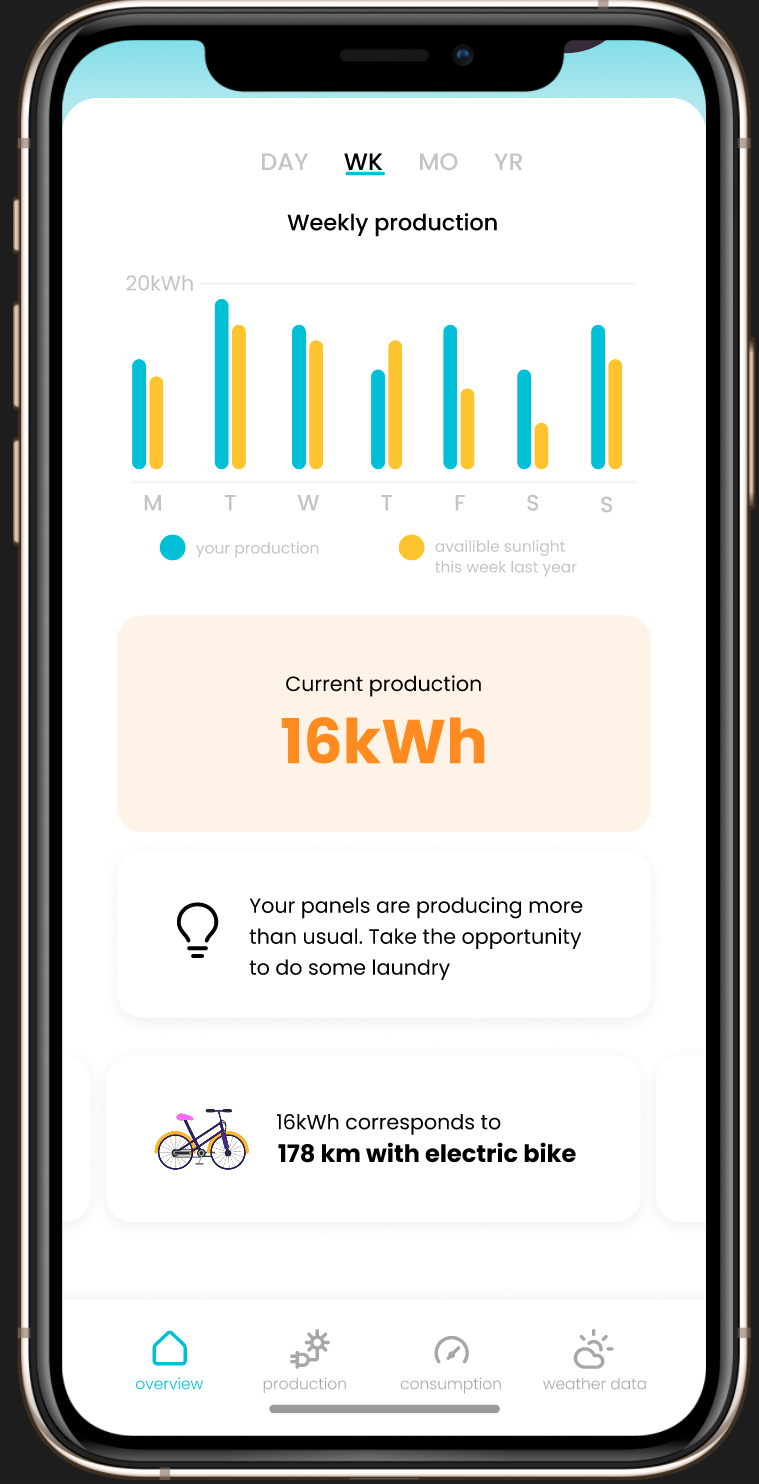 DAY WK MO YR
Weekly production
20kWh
M T W T F S S
your production
availible sunlight
this week last year
Current production
16kWh
Your panels are producing more
than usual. Take the opportunity
to do some laundry
16kWh corresponds to
178 km with electric bike
overview production consumption weather data